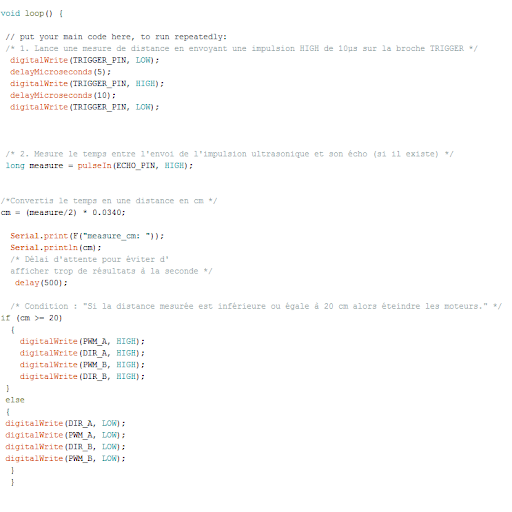 void loop() {
// put your main code here, to run repeatedly:
/* 1. Lance une mesure de distance en envoyant une impulsion HIGH de 10µs sur la broche TRIGGER */
digitalWrite(TRIGGER_PIN, LOW);
delayMicroseconds(5);
digitalWrite(TRIGGER_PIN, HIGH);
delayMicroseconds(10);
digitalWrite(TRIGGER_PIN, LOW);
/* 2. Mesure le temps entre l'envoi de l'impulsion ultrasonique et son écho (si il existe) */
long measure = pulseIn(ECHO_PIN, HIGH);
/*Convertis le temps en une distance en cm */
cm = (measure/2) * 0.0340;
Serial.print(F("measure_cm: "));
Serial.println(cm);
/* Délai d'attente pour éviter d'
afficher trop de résultats à la seconde */
delay(500);
/* Condition : "Si la distance mesurée est inférieure ou égale à 20 cm alors éteindre les moteurs." */
if (cm >= 20)
{
digitalWrite(PWM_A, HIGH);
digitalWrite(DIR_A, HIGH);
digitalWrite(PWM_B, HIGH);
digitalWrite(DIR_B, HIGH);
}
else
{
digitalWrite(DIR_A, LOW);
digitalWrite(PWM_A, LOW);
digitalWrite(DIR_B, LOW);
digitalWrite(PWM_B, LOW);
}
}